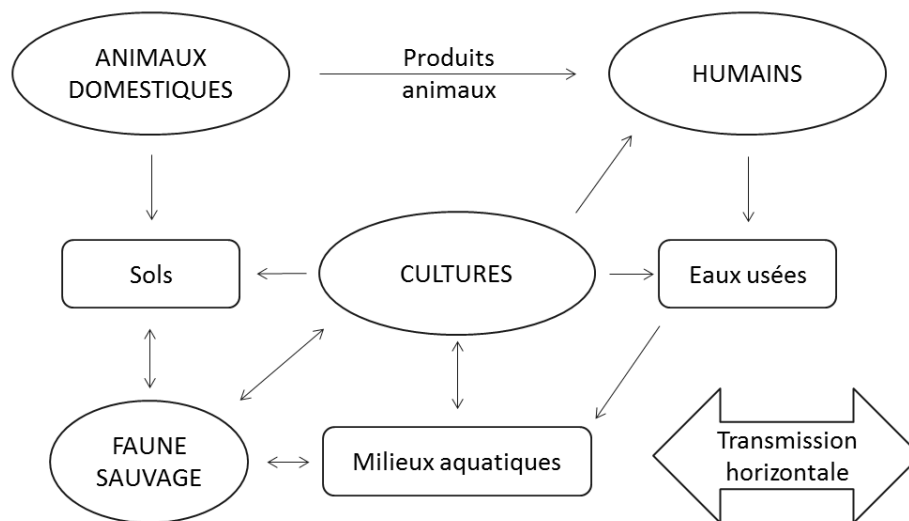 ANIMAUX
DOMESTIQUES
Produits
animaux
HUMAINS
Sols
CULTURES
Eaux usées
FAUNE
SAUVAGE
Milieux aquatiques
Transmission
horizontale